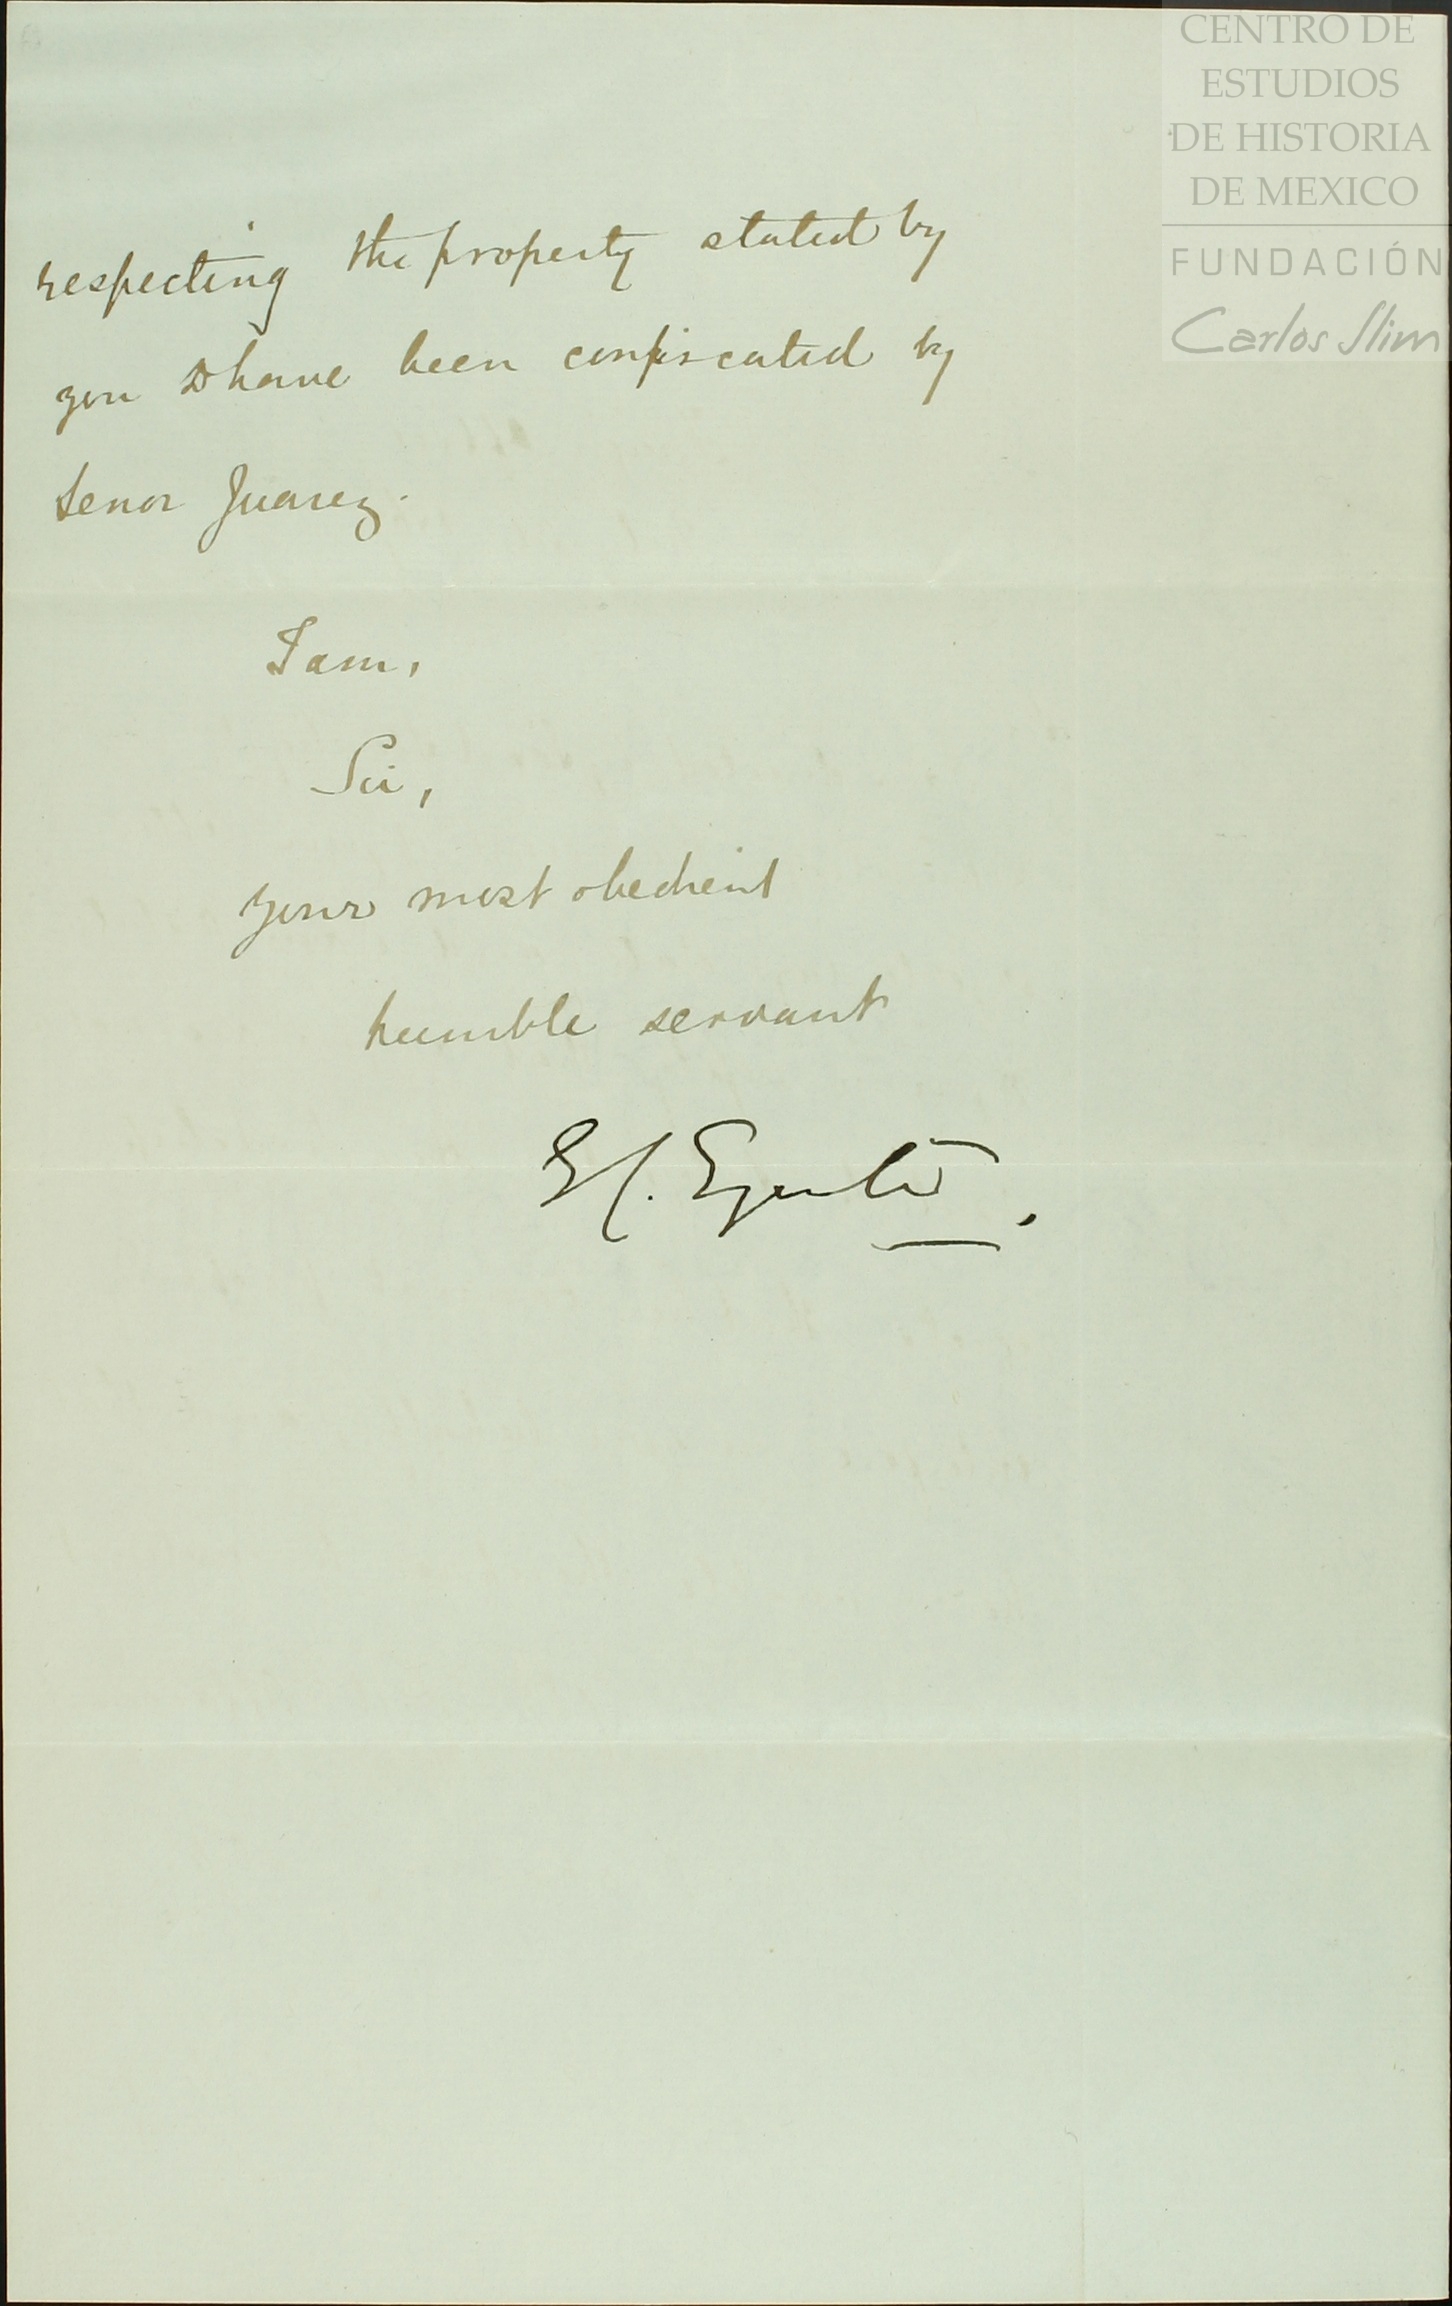 CENTRO DE
ESTUDIOS
DE HISTORIA
DE MEXICO
FUNDACIÓN
Carlos Slim
respecting the property stated by
you to have been confiscated by
Senor Juarez.
I am,
Sir,
your most obedient
humble servant
E.C. Egerton.